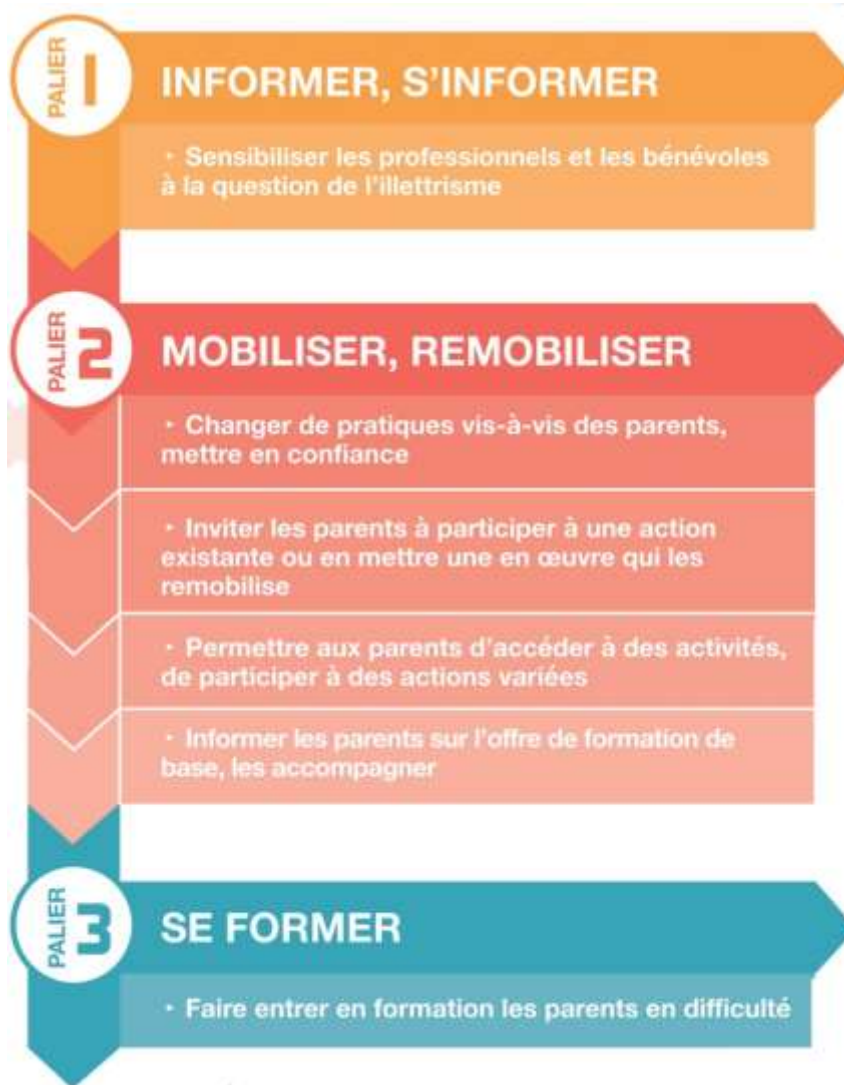 PALIER 1
INFORMER, S'INFORMER
• Sensibiliser les professionnels et les bénévoles
à la question de l'illettrisme
PALIER 2
MOBILISER, REMOBILISER
• Changer de pratiques vis-à-vis des parents,
mettre en confiance
• Inviter les parents à participer à une action
existante ou en mettre une en œuvre qui les
remobilise
• Permettre aux parents d'accéder à des activités,
de participer à des actions variées
• Informer les parents sur l'offre de formation de
base, les accompagner
PALIER 3
SE FORMER
• Faire entrer en formation les parents en difficulté